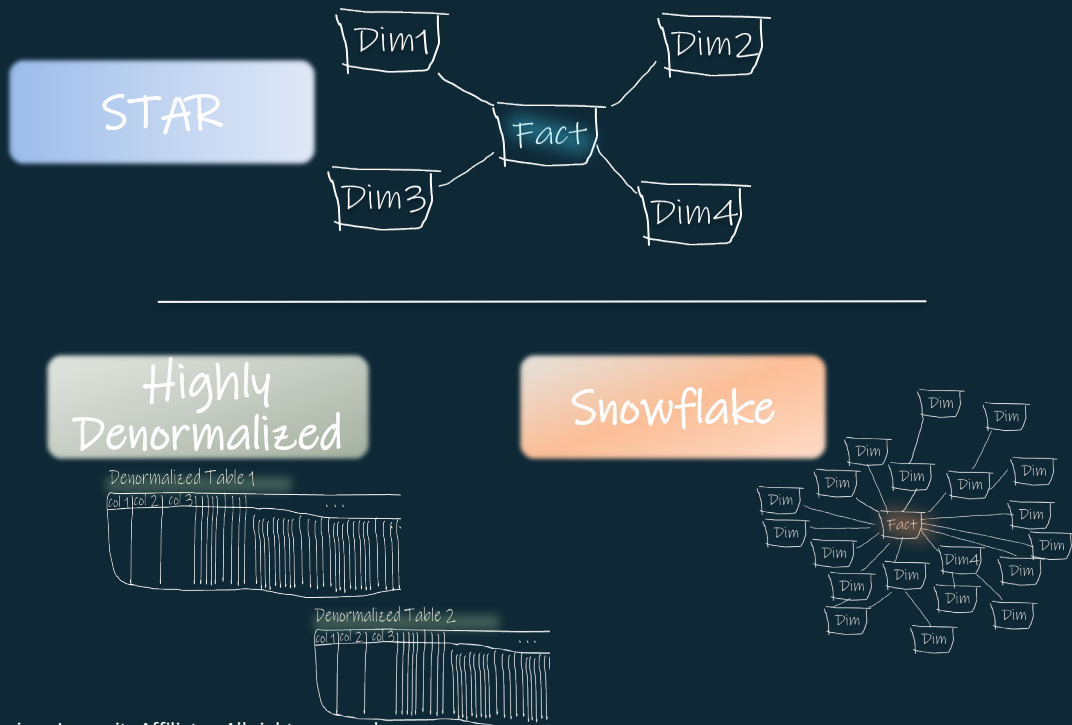 Dim1
Dim2
STAR
Fact
Dim3
Dim4
Highly
Denormalized
Snowflake
Denormalized Table 1
col 1 col 2 col 3 ...
Denormalized Table 2
col 1 col 2 col 3 ...
Dim
Dim
Dim
Dim
Dim
Dim
Dim
Dim
Dim
Fact
Dim
Dim
Dim
Dim4
Dim
Dim
Dim
Dim
Dim
Dim
Dim